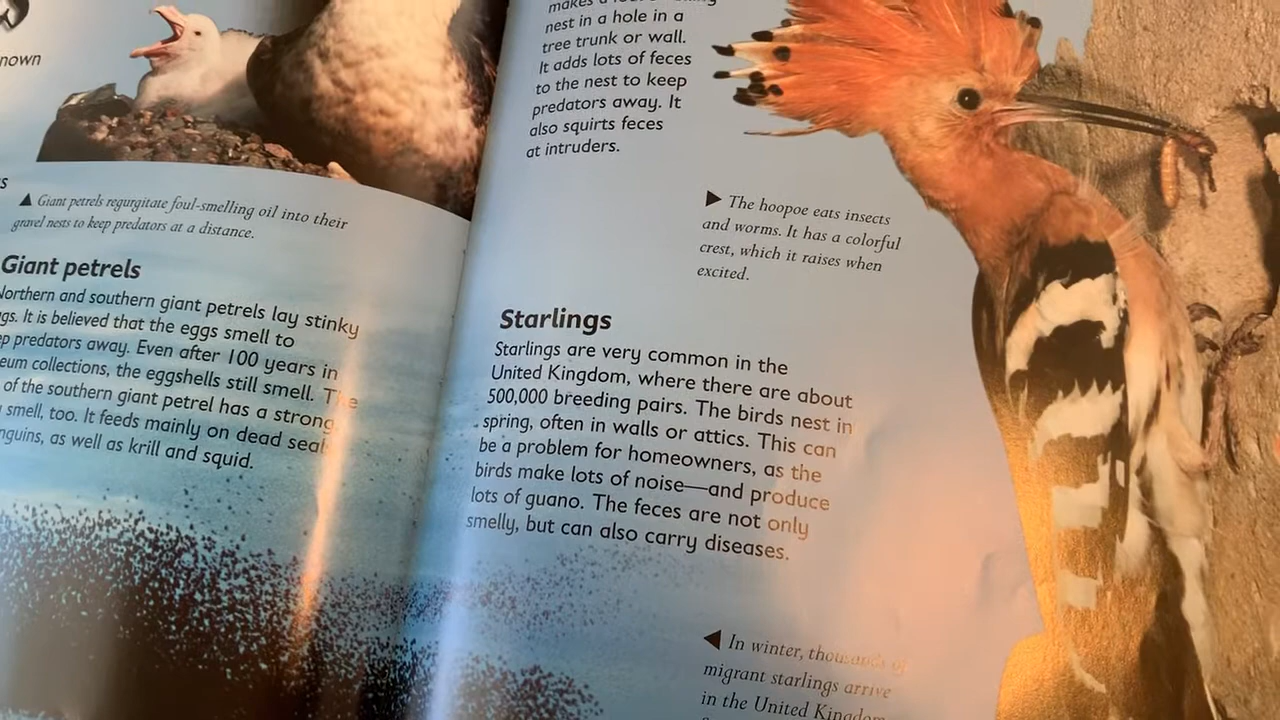 nown
▲ Giant petrels regurgitate foul-smelling oil into their
gravel nests to keep predators at a distance.
Giant petrels
Northern and southern giant petrels lay stinky
gs. It is believed that the eggs smell to
p predators away. Even after 100 years in
eum collections, the eggshells still smell. The
of the southern giant petrel has a strong
smell, too. It feeds mainly on dead seal
nguins, as well as krill and squid.
makes a
nest in a hole in a
tree trunk or wall.
It adds lots of feces
to the nest to keep
predators away. It
also squirts feces
at intruders.
▶ The hoopoe eats insects
and worms. It has a colorful
crest, which it raises when
excited.
Starlings
Starlings are very common in the
United Kingdom, where there are about
500,000 breeding pairs. The birds nest in
spring, often in walls or attics. This can
be a problem for homeowners, as the
birds make lots of noise—and produce
lots of guano. The feces are not only
smelly, but can also carry diseases.
◀ In winter, thousands of
migrant starlings arrive
in the United Kingdom